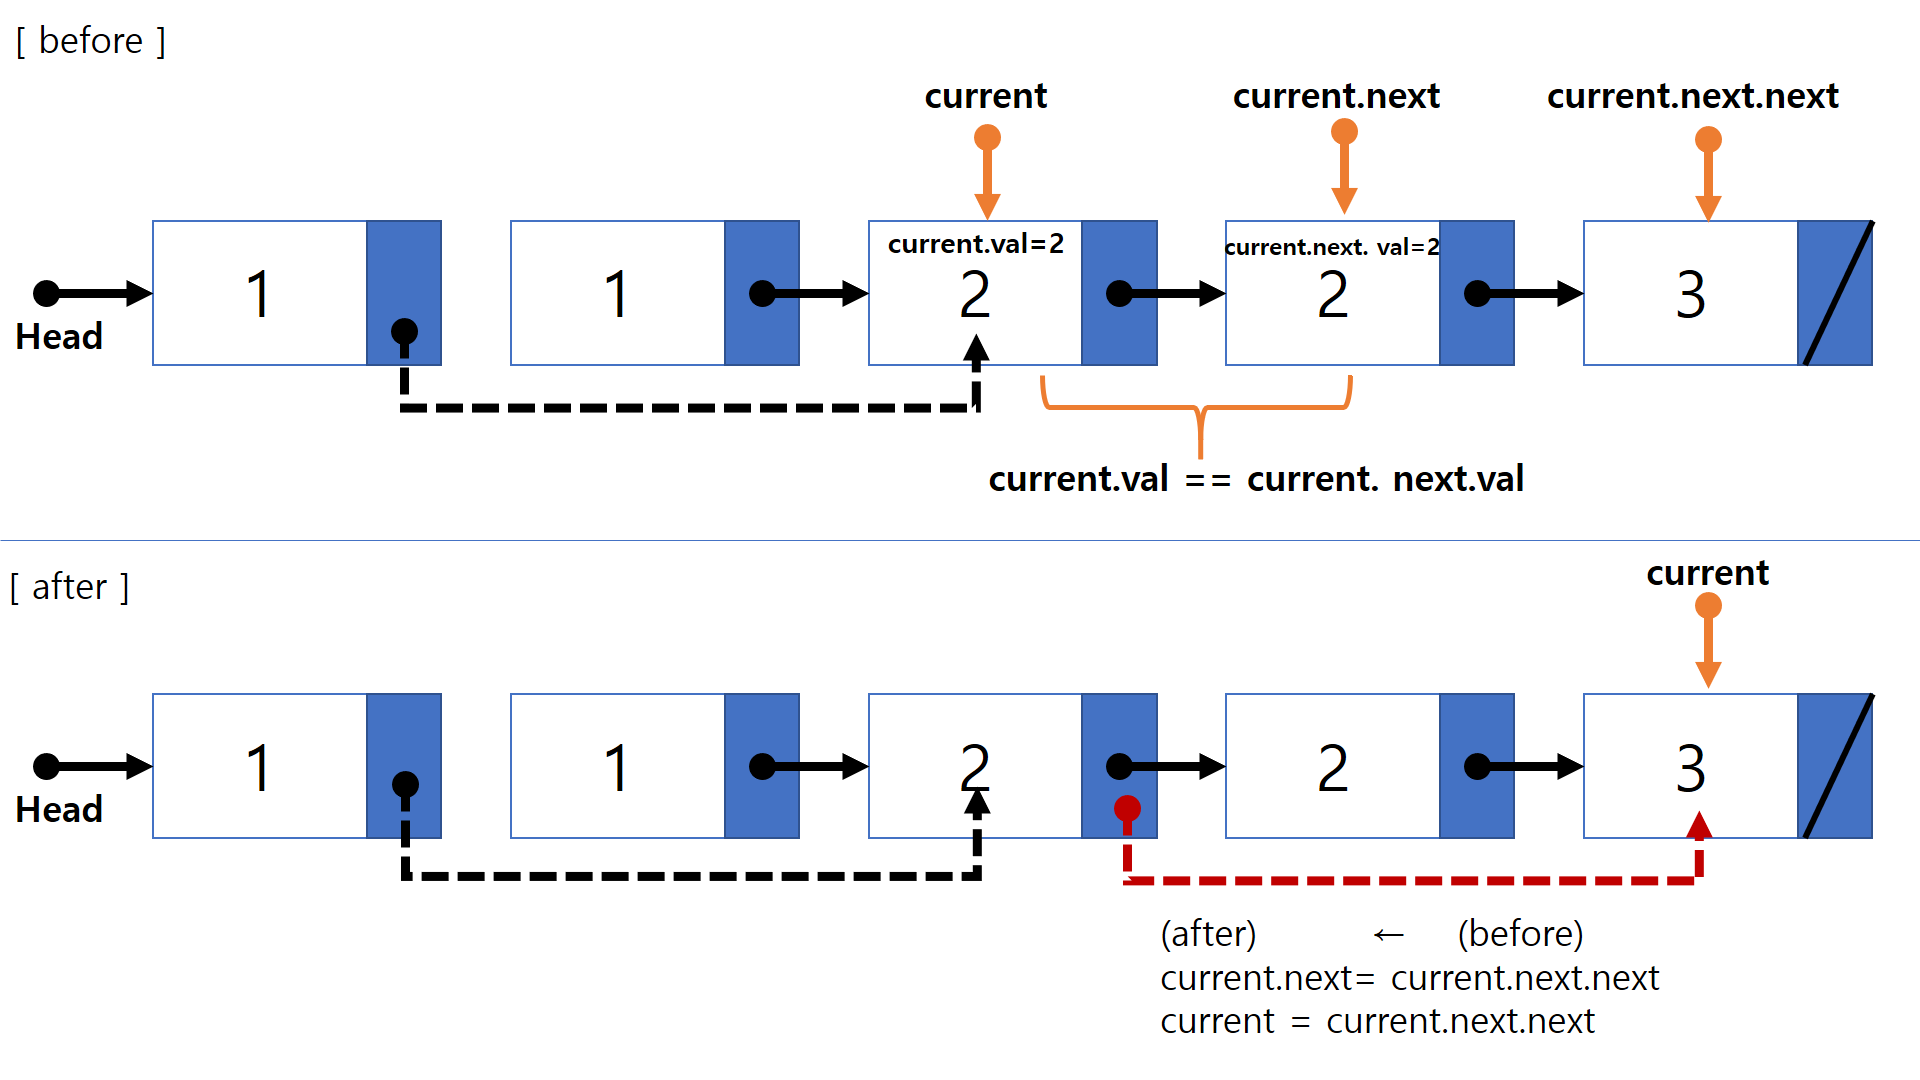 [ before ]
current current.next current.next.next
current.val=2 current.next. val=2
1 1 2 2 3
Head
current.val == current. next.val
[ after ]
current
1 1 2 2 3
Head
(after) ← (before)
current.next= current.next.next
current = current.next.next